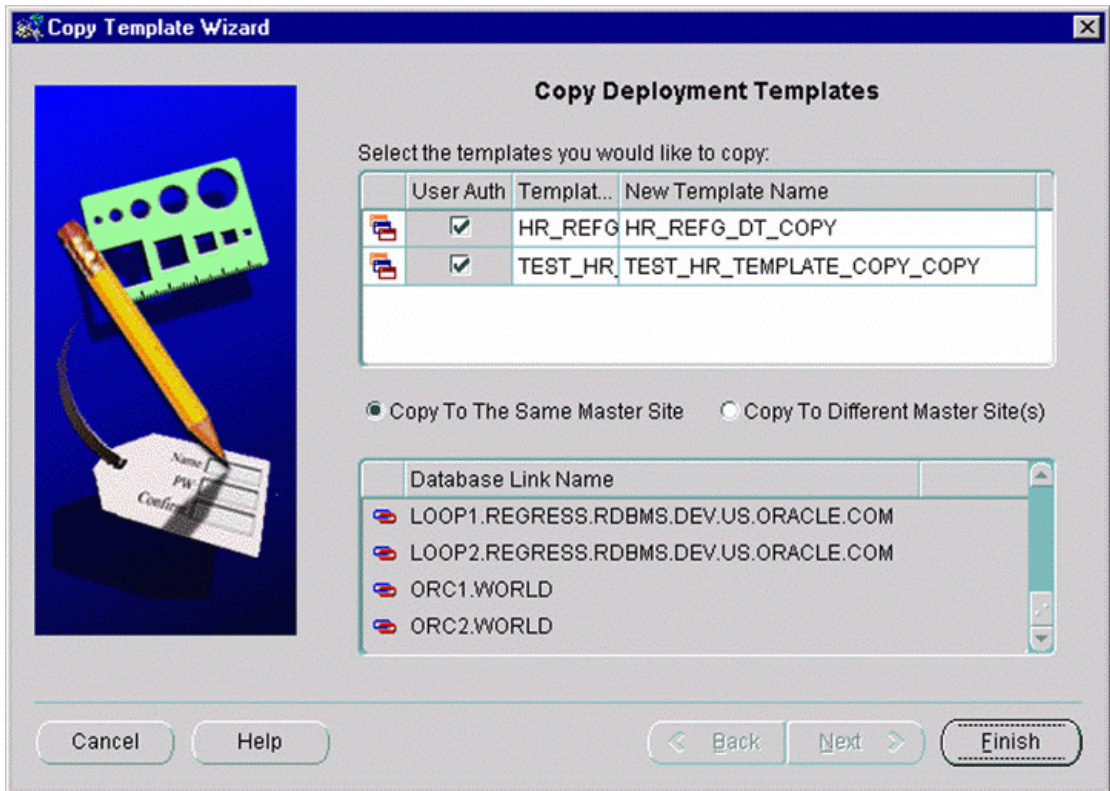 Copy Template Wizard
Copy Deployment Templates
Select the templates you would like to copy:
User Auth Templat... New Template Name
HR_REFG HR_REFG_DT_COPY
TEST_HR_ TEST_HR_TEMPLATE_COPY_COPY
Copy To The Same Master Site Copy To Different Master Site(s)
Name
PW
Confirm
Database Link Name
LOOP1.REGRESS.RDBMS.DEV.US.ORACLE.COM
LOOP2.REGRESS.RDBMS.DEV.US.ORACLE.COM
ORC1.WORLD
ORC2.WORLD
Cancel Help Back Next Finish